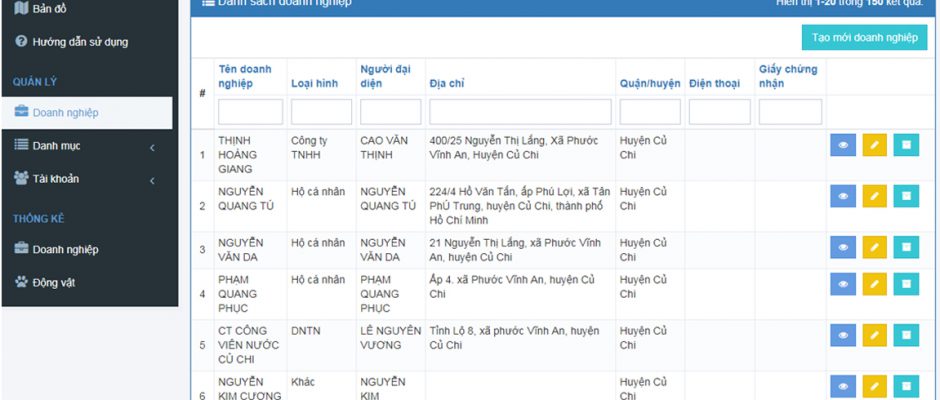 Bản đồ
Hướng dẫn sử dụng
QUẢN LÝ
Doanh nghiệp
Danh mục
Tài khoản
THỐNG KÊ
Doanh nghiệp
Động vật
Danh sách doanh nghiệp
Hiển thị 1-20 trong 150 kết quả.
Tạo mới doanh nghiệp
# Tên doanh nghiệp Loại hình Người đại diện Địa chỉ Quận/huyện Điện thoại Giấy chứng nhận
1 THỊNH HOÀNG GIANG Công ty TNHH CAO VĂN THỊNH 400/25 Nguyễn Thị Lắng, Xã Phước Vĩnh An, Huyện Củ Chi Huyện Củ Chi
2 NGUYỄN QUANG TÚ Hộ cá nhân NGUYỄN QUANG TÚ 224/4 Hồ Văn Tắn, ấp Phú Lợi, xã Tân PhÚ Trung, huyện Củ Chi, thành phố Hồ Chí Minh Huyện Củ Chi
3 NGUYỄN VĂN DA Hộ cá nhân NGUYỄN VĂN DA 21 Nguyễn Thị Lắng, xã Phước Vĩnh An, huyện Củ Chi Huyện Củ Chi
4 PHẠM QUANG PHỤC Hộ cá nhân PHẠM QUANG PHỤC Ấp 4. xã Phước Vĩnh An, huyện Củ Chi Huyện Củ Chi
5 CT CÔNG VIÊN NƯỚC CỦ CHI DNTN LÊ NGUYÊN VƯƠNG Tỉnh Lộ 8, xã phước Vĩnh An, huyện Củ Chi Huyện Củ Chi
6 NGUYỄN KIM CƯƠNG Khác NGUYỄN KIM Huyện Củ Chi